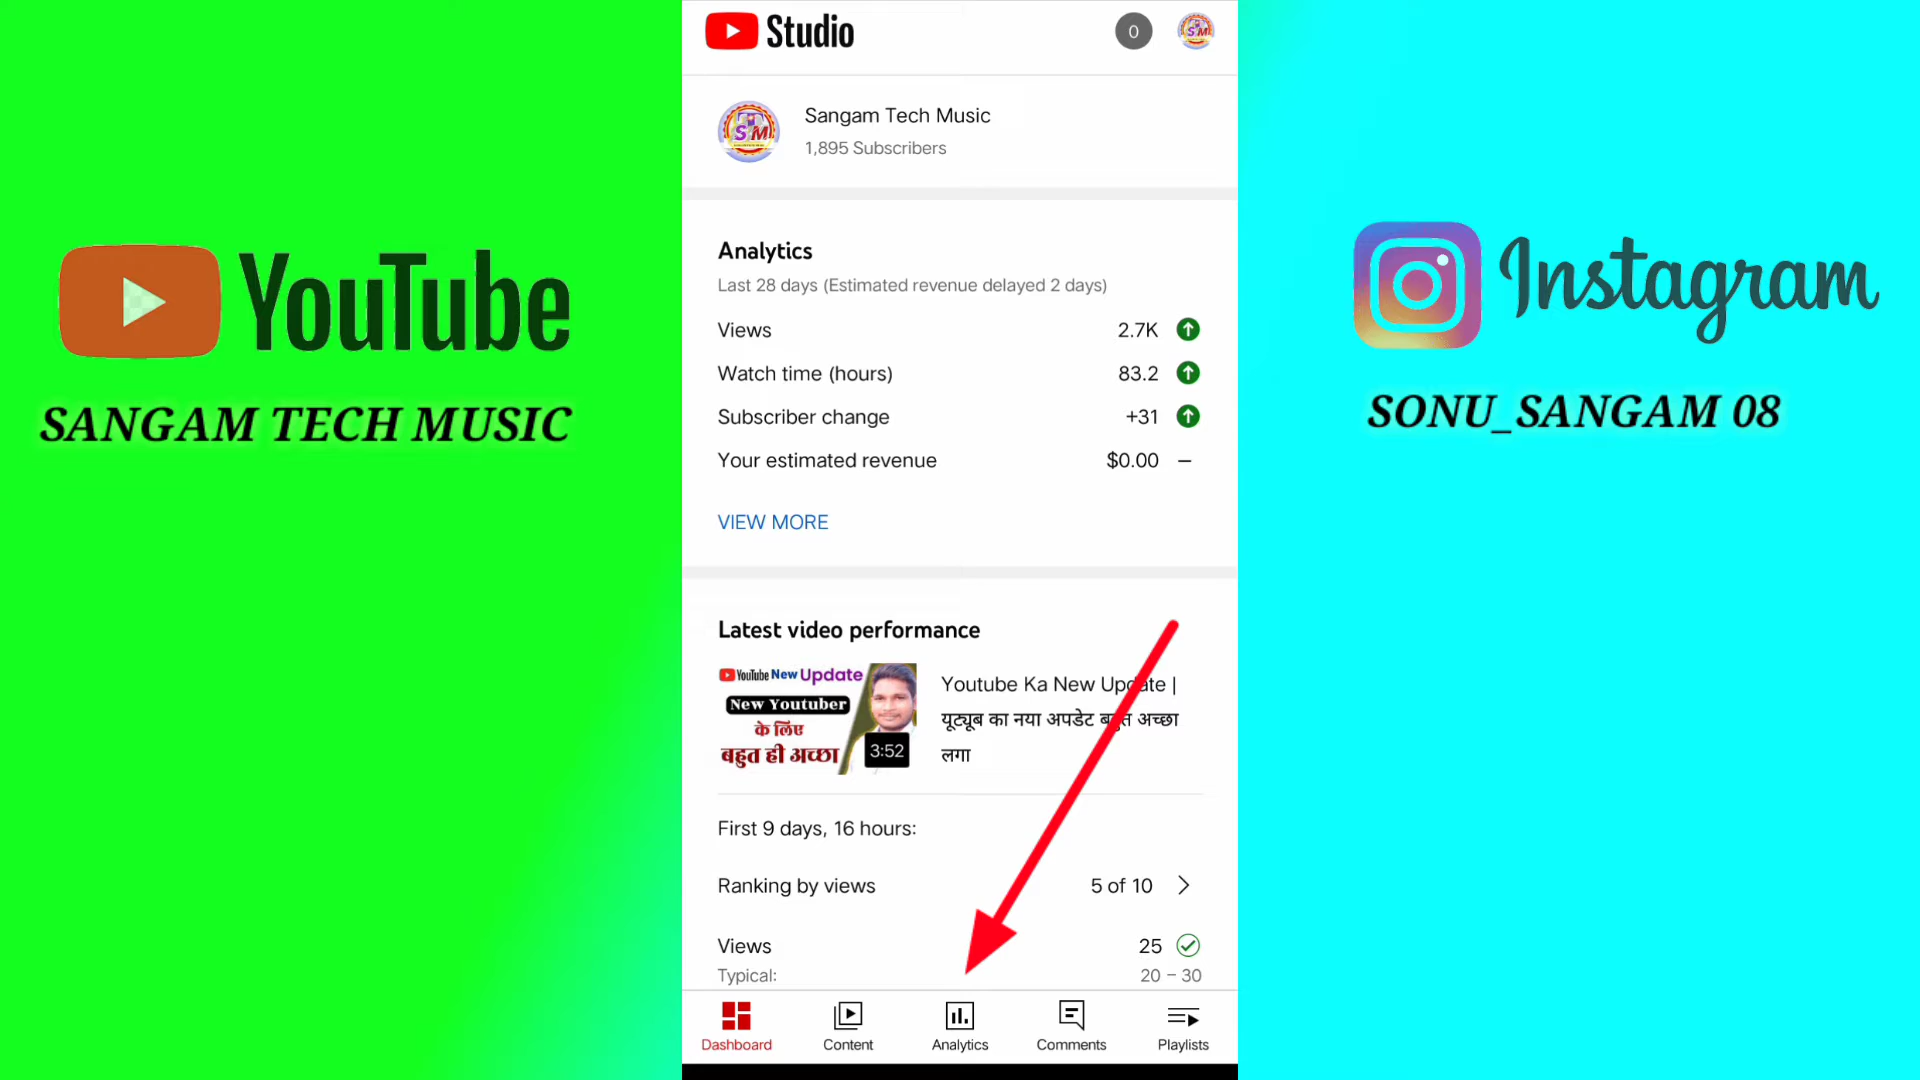 Studio
0
STM
Sangam Tech Music
1,895 Subscribers
Analytics
Last 28 days (Estimated revenue delayed 2 days)
Views 2.7K
Watch time (hours) 83.2
Subscriber change +31
Your estimated revenue $0.00 –
VIEW MORE
Latest video performance
YouTube New Update
New Youtuber
के लिए
बहुत ही अच्छा
3:52
Youtube Ka New Update |
यूट्यूब का नया अपडेट बहुत अच्छा
लगा
First 9 days, 16 hours:
Ranking by views 5 of 10
Views 25
Typical: 20 – 30
Dashboard Content Analytics Comments Playlists
YouTube
SANGAM TECH MUSIC
Instagram
SONU_SANGAM 08